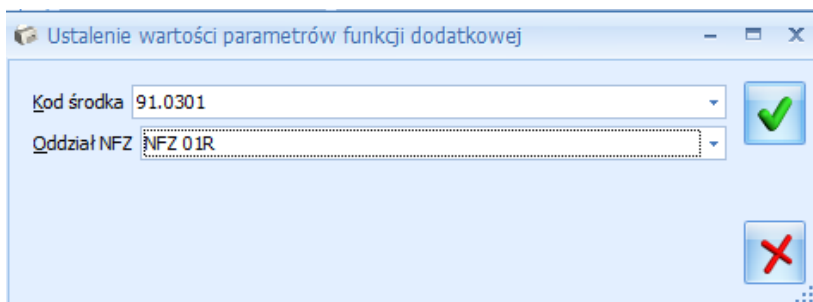 Ustalenie wartości parametrów funkcji dodatkowej
Kod środka 91.0301
Oddział NFZ NFZ 01R